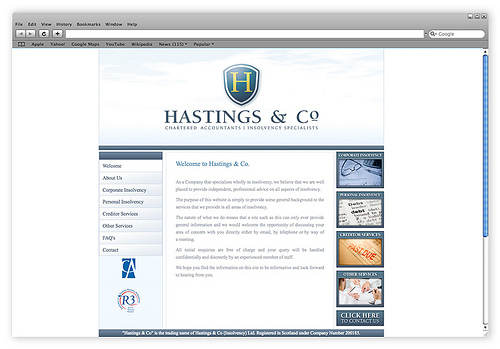 File Edit View History Bookmarks Window Help
Google
Apple Yahoo! Google Maps YouTube Wikipedia News (115) Popular
H
HASTINGS & Co
CHARTERED ACCOUNTANTS | INSOLVENCY SPECIALISTS
Welcome
About Us
Corporate Insolvency
Personal Insolvency
Creditor Services
Other Services
FAQ's
Contact
CA
R3
Welcome to Hastings & Co.
As a Company that specialises wholly in insolvency, we believe that we are well
placed to provide independent, professional advice on all aspects of insolvency.
The purpose of this website is simply to provide some general background to the
services that we provide in all areas of insolvency.
The nature of what we do means that a site such as this can only ever provide
general information and we would welcome the opportunity of discussing your
area of concern with you directly either by email, by telephone or by way of
a meeting.
All initial enquiries are free of charge and your query will be handled
confidentially and discreetly by an experienced member of staff.
We hope you find the information on this site to be informative and look forward
to hearing from you.
CORPORATE INSOLVENCY
PERSONAL INSOLVENCY
Debt
CREDITOR SERVICES
PAST DUE
OTHER SERVICES
CLICK HERE
TO CONTACT US
"Hastings & Co" is the trading name of Hastings & Co (Insolvency) Ltd. Registered in Scotland under Company Number 200185.